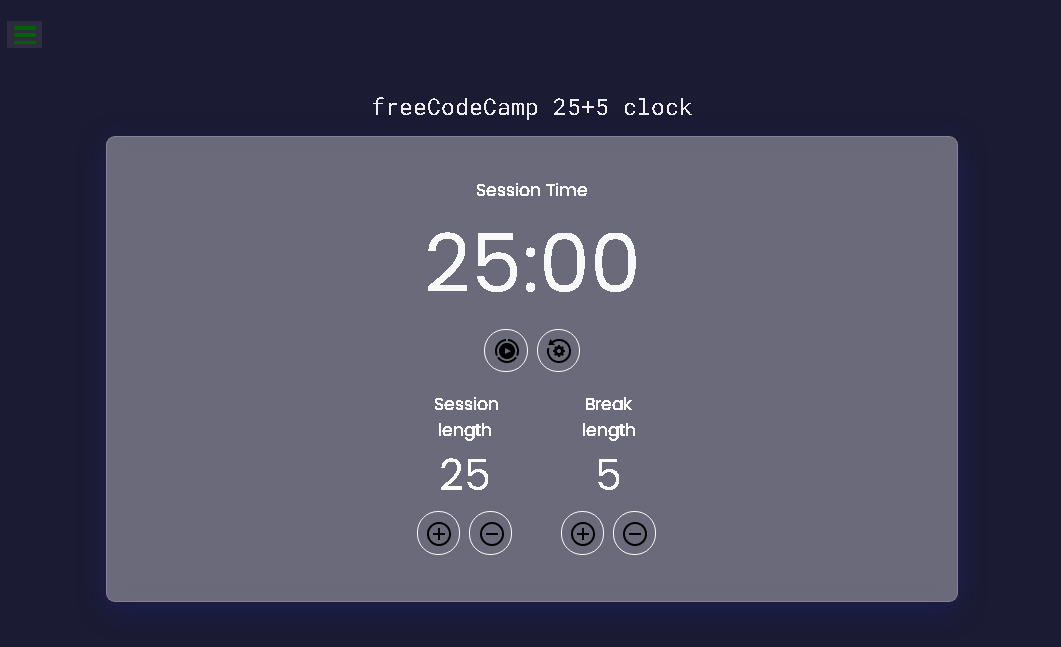 freeCodeCamp 25+5 clock
Session Time
25:00
Session Break
length length
25 5